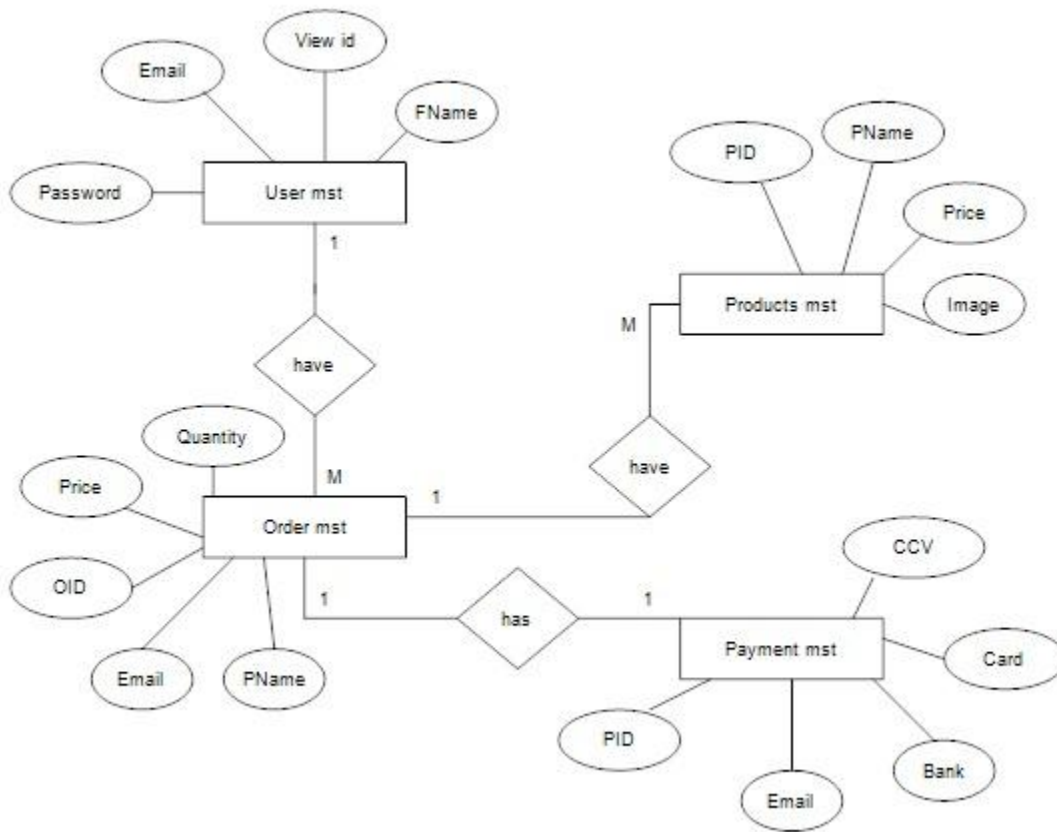 View id
Email
FName
PName
PID
Password
User mst
Price
1
Products mst
Image
M
have
Quantity
have
Price
M
1
Order mst
CCV
OID
1
has
1
Payment mst
Card
Email
PName
PID
Bank
Email